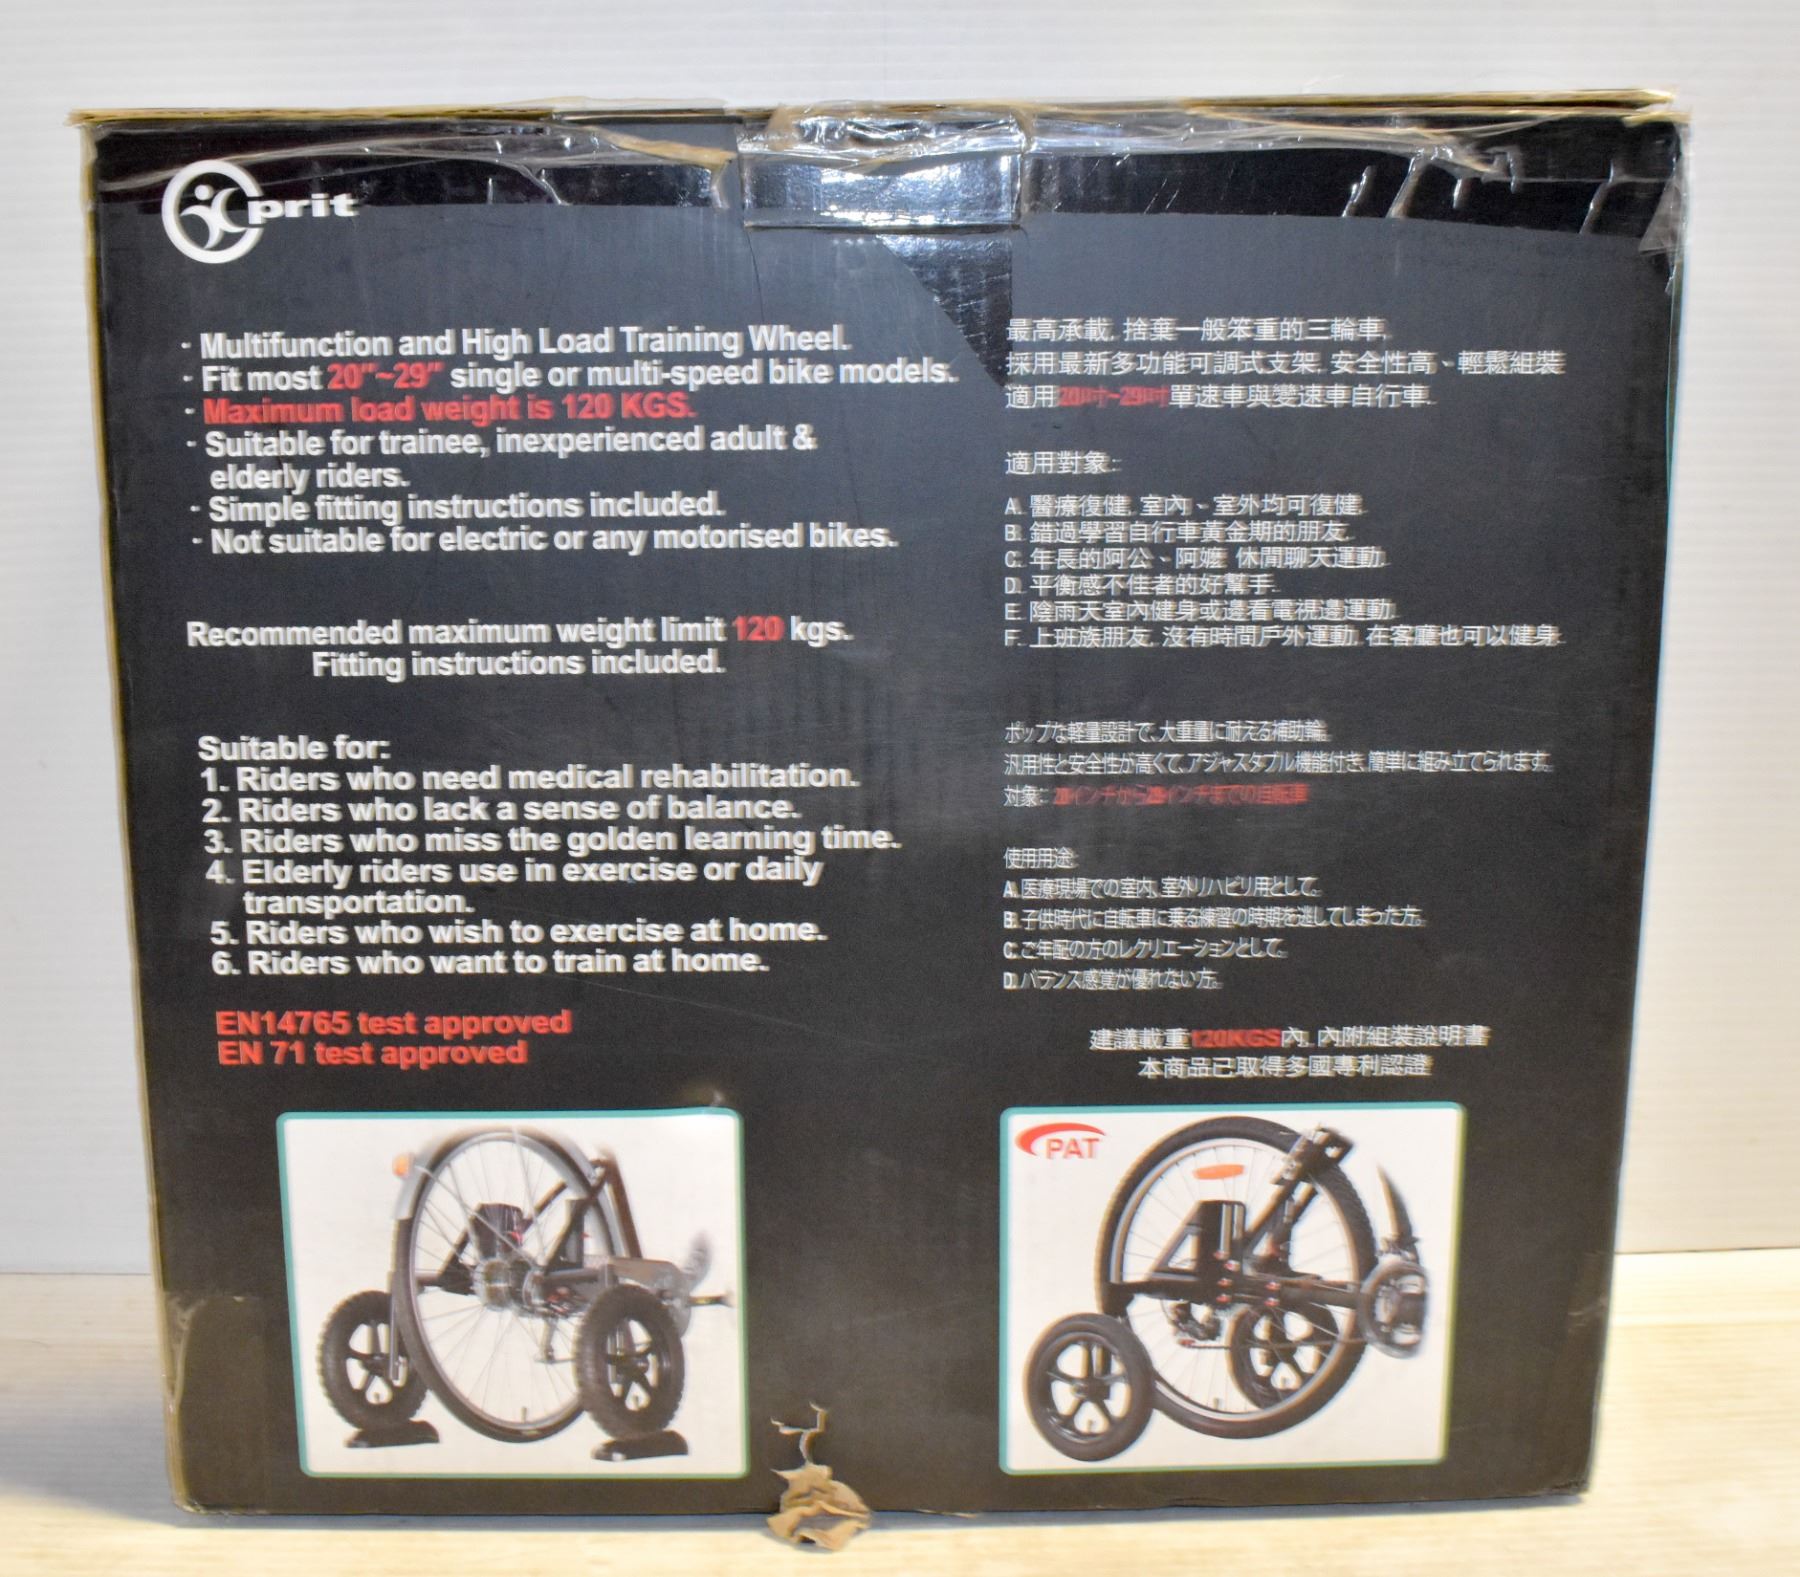 prit
· Multifunction and High Load Training Wheel.
· Fit most 20"~29" single or multi-speed bike models.
· Maximum load weight is 120 KGS.
· Suitable for trainee, inexperienced adult &
elderly riders.
· Simple fitting instructions included.
· Not suitable for electric or any motorised bikes.
Recommended maximum weight limit 120 kgs.
Fitting instructions included.
Suitable for:
1. Riders who need medical rehabilitation.
2. Riders who lack a sense of balance.
3. Riders who miss the golden learning time.
4. Elderly riders use in exercise or daily
transportation.
5. Riders who wish to exercise at home.
6. Riders who want to train at home.
EN14765 test approved
EN 71 test approved
最高承載, 捨棄一般笨重的三輪車,
採用最新多功能可調式支架, 安全性高、輕鬆組裝
適用20吋~29吋單速車與變速車自行車.
適用對象:
A. 醫療復健, 室內、室外均可復健.
B. 錯過學習自行車黃金期的朋友.
C. 年長的阿公、阿嬤 休閒聊天運動.
D. 平衡感不佳者的好幫手.
E. 陰雨天室內健身或邊看電視邊運動.
F. 上班族朋友, 沒有時間戶外運動, 在客廳也可以健身.
ポップな軽量設計で、大重量に耐える補助輪。
汎用性と安全性が高くて、アジャスタブル機能付き、簡単に組み立てられます。
対象: 20インチから29インチまでの自転車
使用用途:
A. 医療現場での室内、室外リハビリ用として。
B. 子供時代に自転車に乗る練習の時期を逃してしまった方。
C. ご年配の方のレクリエーションとして。
D. バランス感覚が優れない方。
建議載重120KGS內, 內附組裝說明書
本商品已取得多國專利認證
PAT